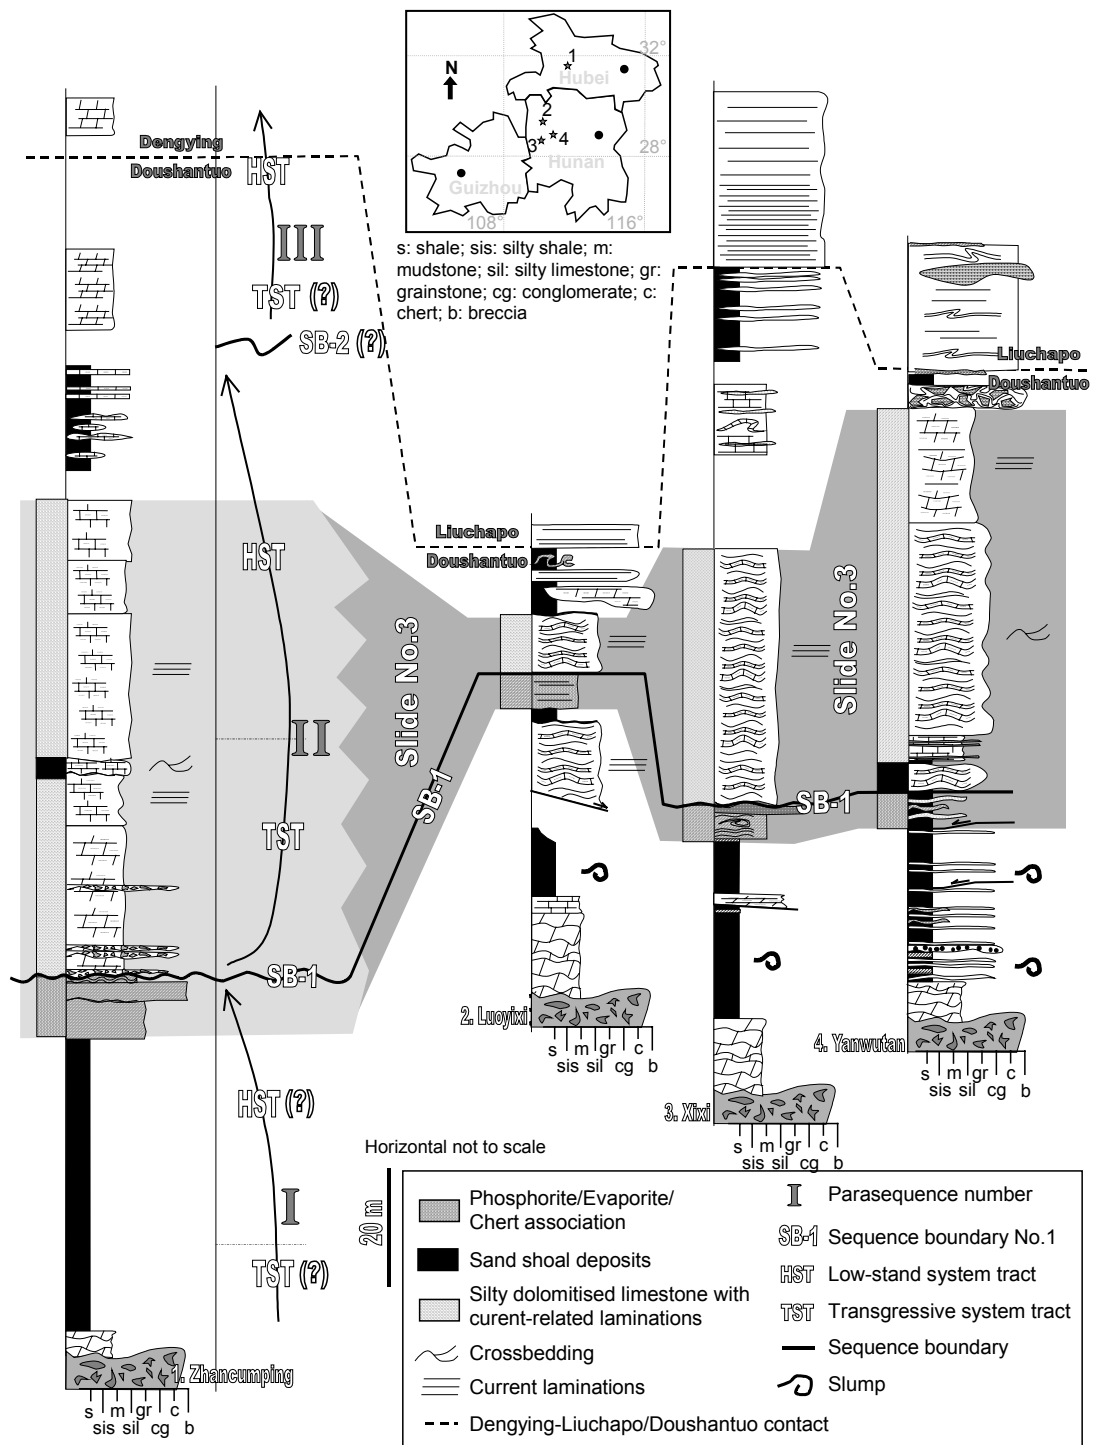 32°
1
Hubei
N
2
4
3
28°
Hunan
Guizhou
108°
116°
s: shale; sis: silty shale; m:
mudstone; sil: silty limestone; gr:
grainstone; cg: conglomerate; c:
chert; b: breccia
Dengying
Doushantuo
HST
III
TST (?)
SB-2 (?)
HST
II
TST
SB-1
HST (?)
I
TST (?)
1. Zhancumping
s
sis
m
sil
gr
cg
c
b
Slide No.3
SB-1
Liuchapo
Doushantuo
2. Luoyixi
s
sis
m
sil
gr
cg
c
b
3. Xixi
s
sis
m
sil
gr
cg
c
b
Slide No.3
SB-1
Liuchapo
Doushantuo
4. Yanwutan
s
sis
m
sil
gr
cg
c
b
Horizontal not to scale
20 m
Phosphorite/Evaporite/
Chert association
Sand shoal deposits
Silty dolomitised limestone with
curent-related laminations
Crossbedding
Current laminations
Dengying-Liuchapo/Doushantuo contact
I Parasequence number
SB-1 Sequence boundary No.1
HST Low-stand system tract
TST Transgressive system tract
Sequence boundary
Slump